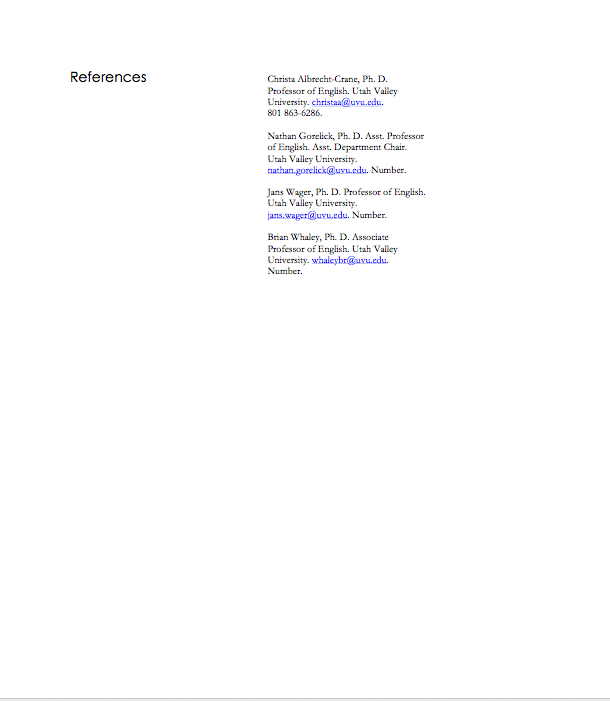 References
Christa Albrecht-Crane, Ph. D.
Professor of English. Utah Valley
University. christaa@uvu.edu.
801 863-6286.
Nathan Gorelick, Ph. D. Asst. Professor
of English. Asst. Department Chair.
Utah Valley University.
nathan.gorelick@uvu.edu. Number.
Jans Wager, Ph. D. Professor of English.
Utah Valley University.
jans.wager@uvu.edu. Number.
Brian Whaley, Ph. D. Associate
Professor of English. Utah Valley
University. whaleybr@uvu.edu.
Number.